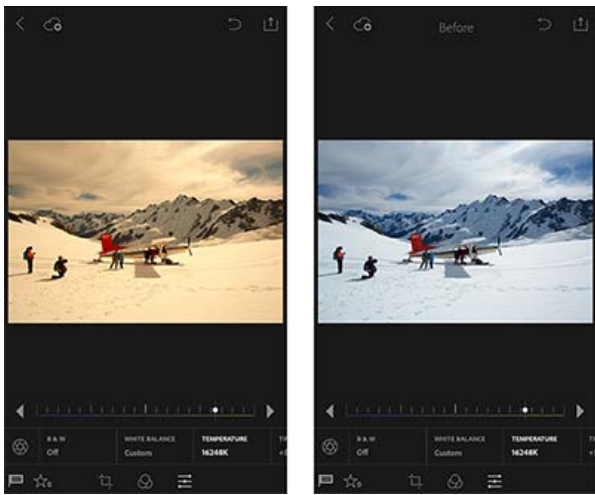 Before
B & W
Off
WHITE BALANCE
Custom
TEMPERATURE
16248K
B & W
Off
WHITE BALANCE
Custom
TEMPERATURE
16248K